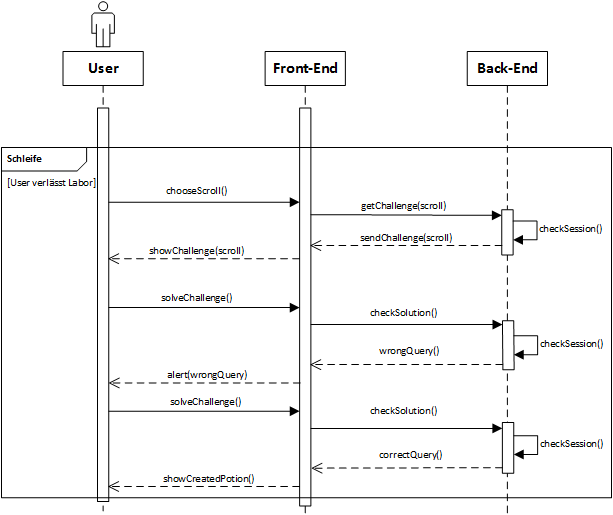 User
Front-End
Back-End
Schleife
[User verlässt Labor]
chooseScroll()
getChallenge(scroll)
checkSession()
sendChallenge(scroll)
showChallenge(scroll)
solveChallenge()
checkSolution()
checkSession()
wrongQuery()
alert(wrongQuery)
solveChallenge()
checkSolution()
checkSession()
correctQuery()
showCreatedPotion()